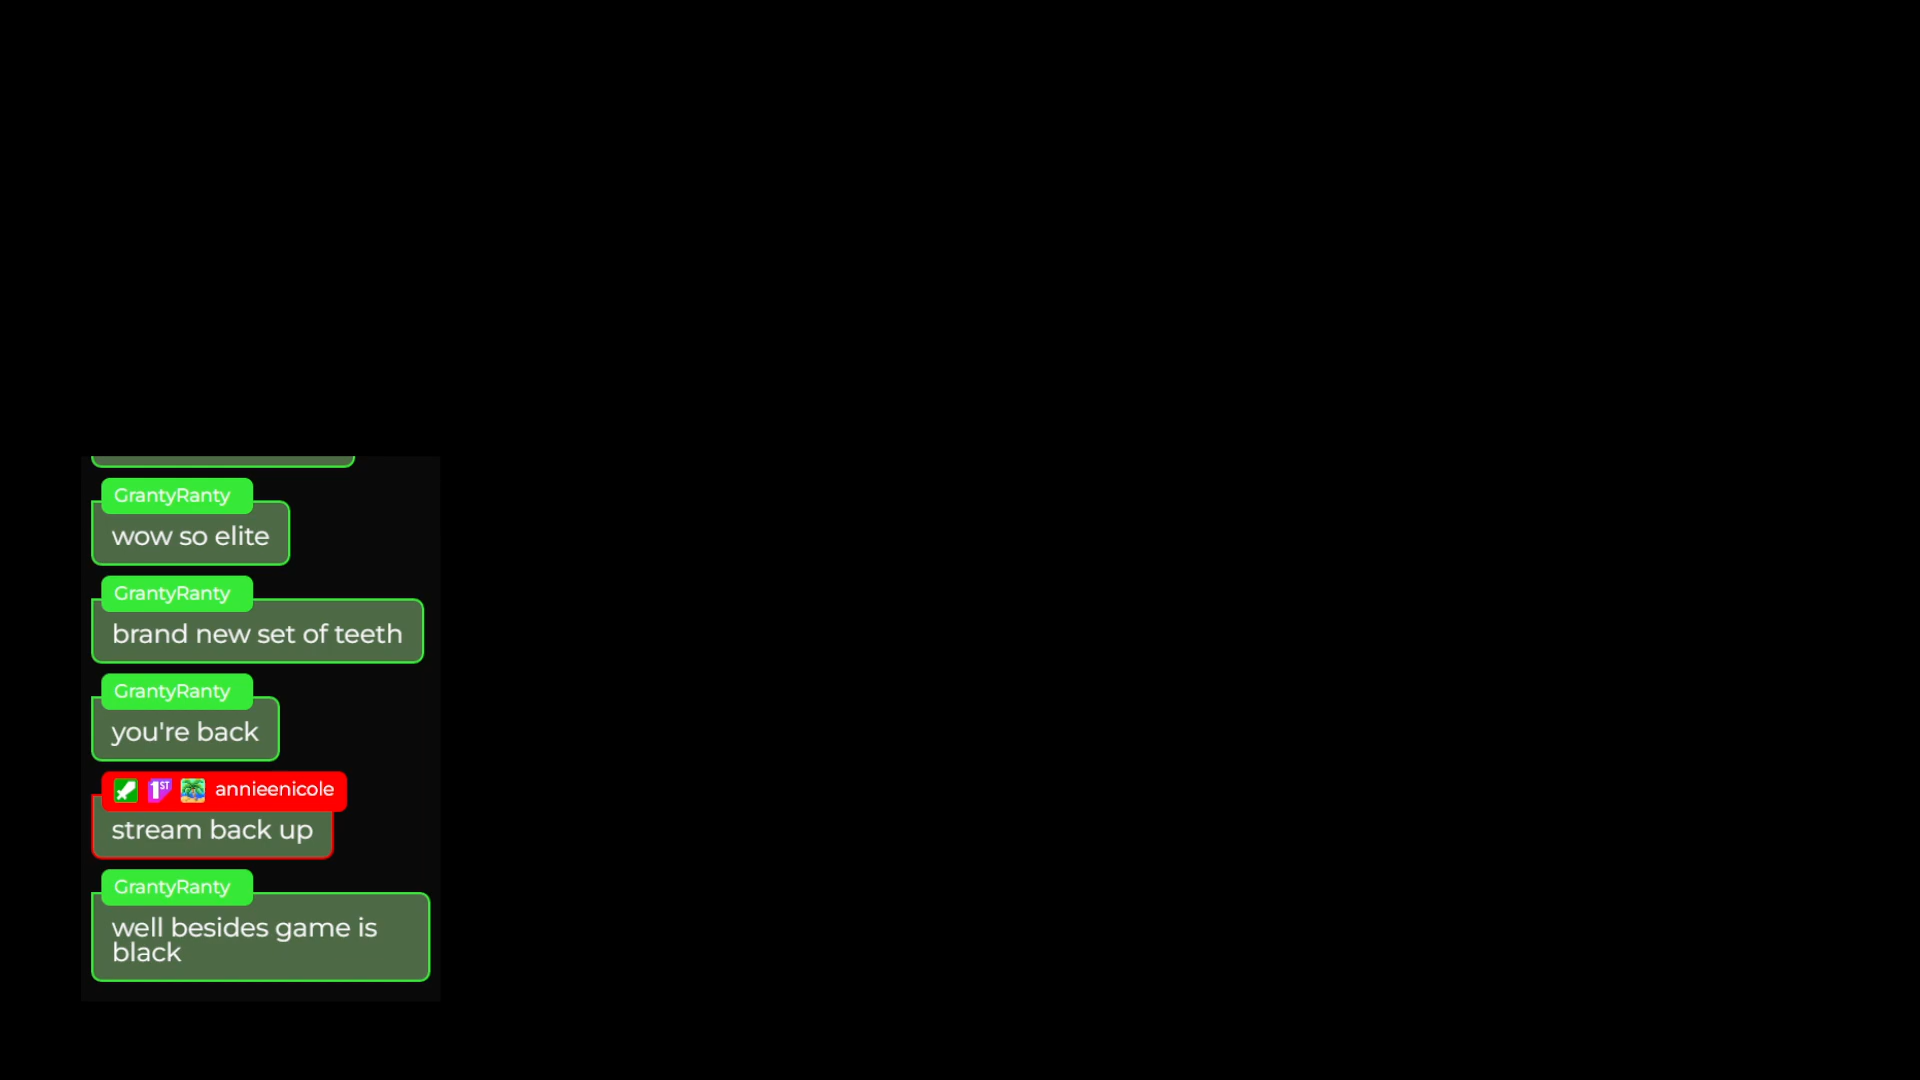 GrantyRanty
wow so elite
GrantyRanty
brand new set of teeth
GrantyRanty
you're back
1ST annieenicole
stream back up
GrantyRanty
well besides game is
black